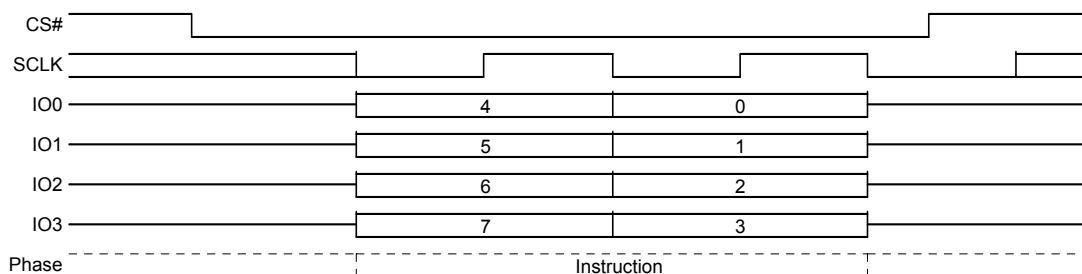 CS#
SCLK
IO0 4 0
IO1 5 1
IO2 6 2
IO3 7 3
Phase Instruction